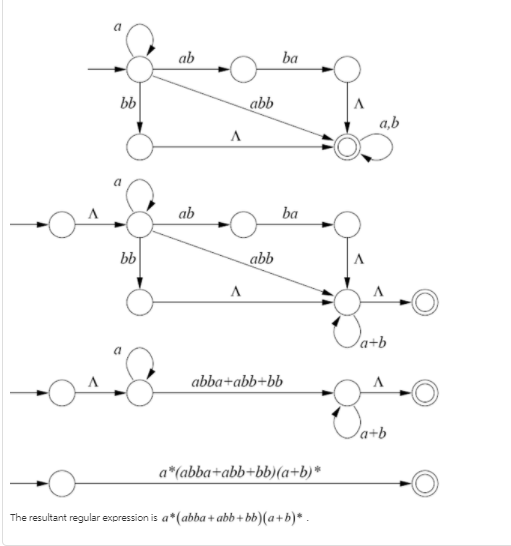 a
ab ba
bb abb Λ
a,b
Λ
a
Λ ab ba
bb abb Λ
Λ Λ
a+b
a
Λ abba+abb+bb Λ
a+b
a*(abba+abb+bb)(a+b)*
The resultant regular expression is a*(abba+abb+bb)(a+b)* .